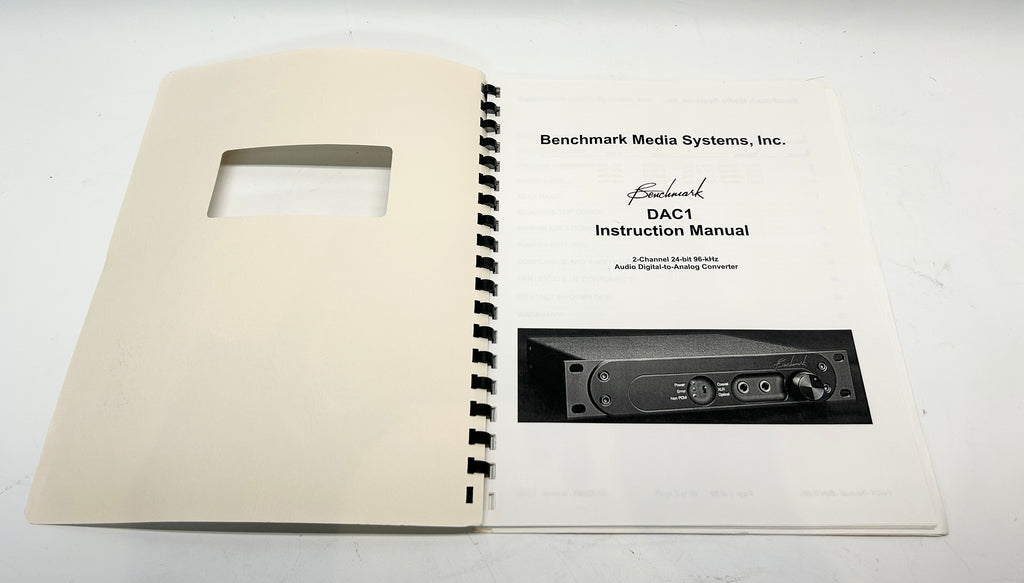 Benchmark Media Systems, Inc.
Benchmark
DAC1
Instruction Manual
2-Channel 24-bit 96-kHz
Audio Digital-to-Analog Converter
Benchmark
Power
Error
Non PCM
Coaxial
XLR
Optical